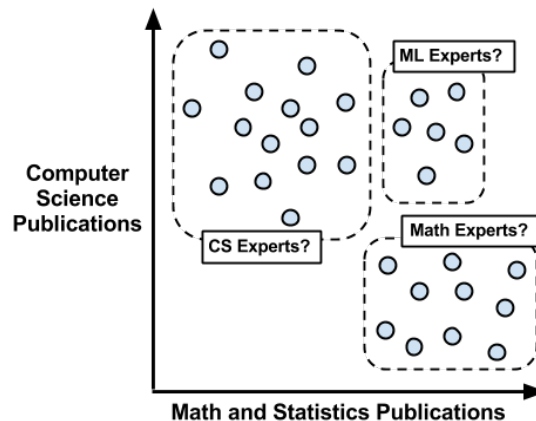 ML Experts?
Computer
Science
Publications
Math Experts?
CS Experts?
Math and Statistics Publications